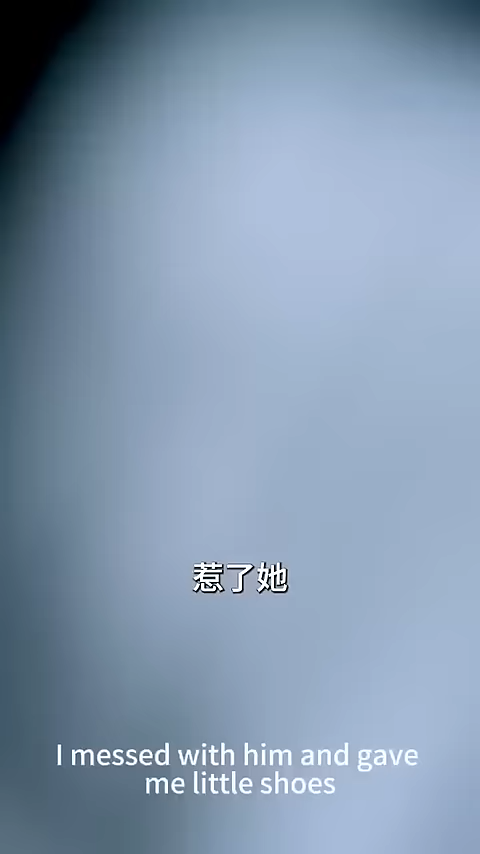 惹了她
I messed with him and gave
me little shoes